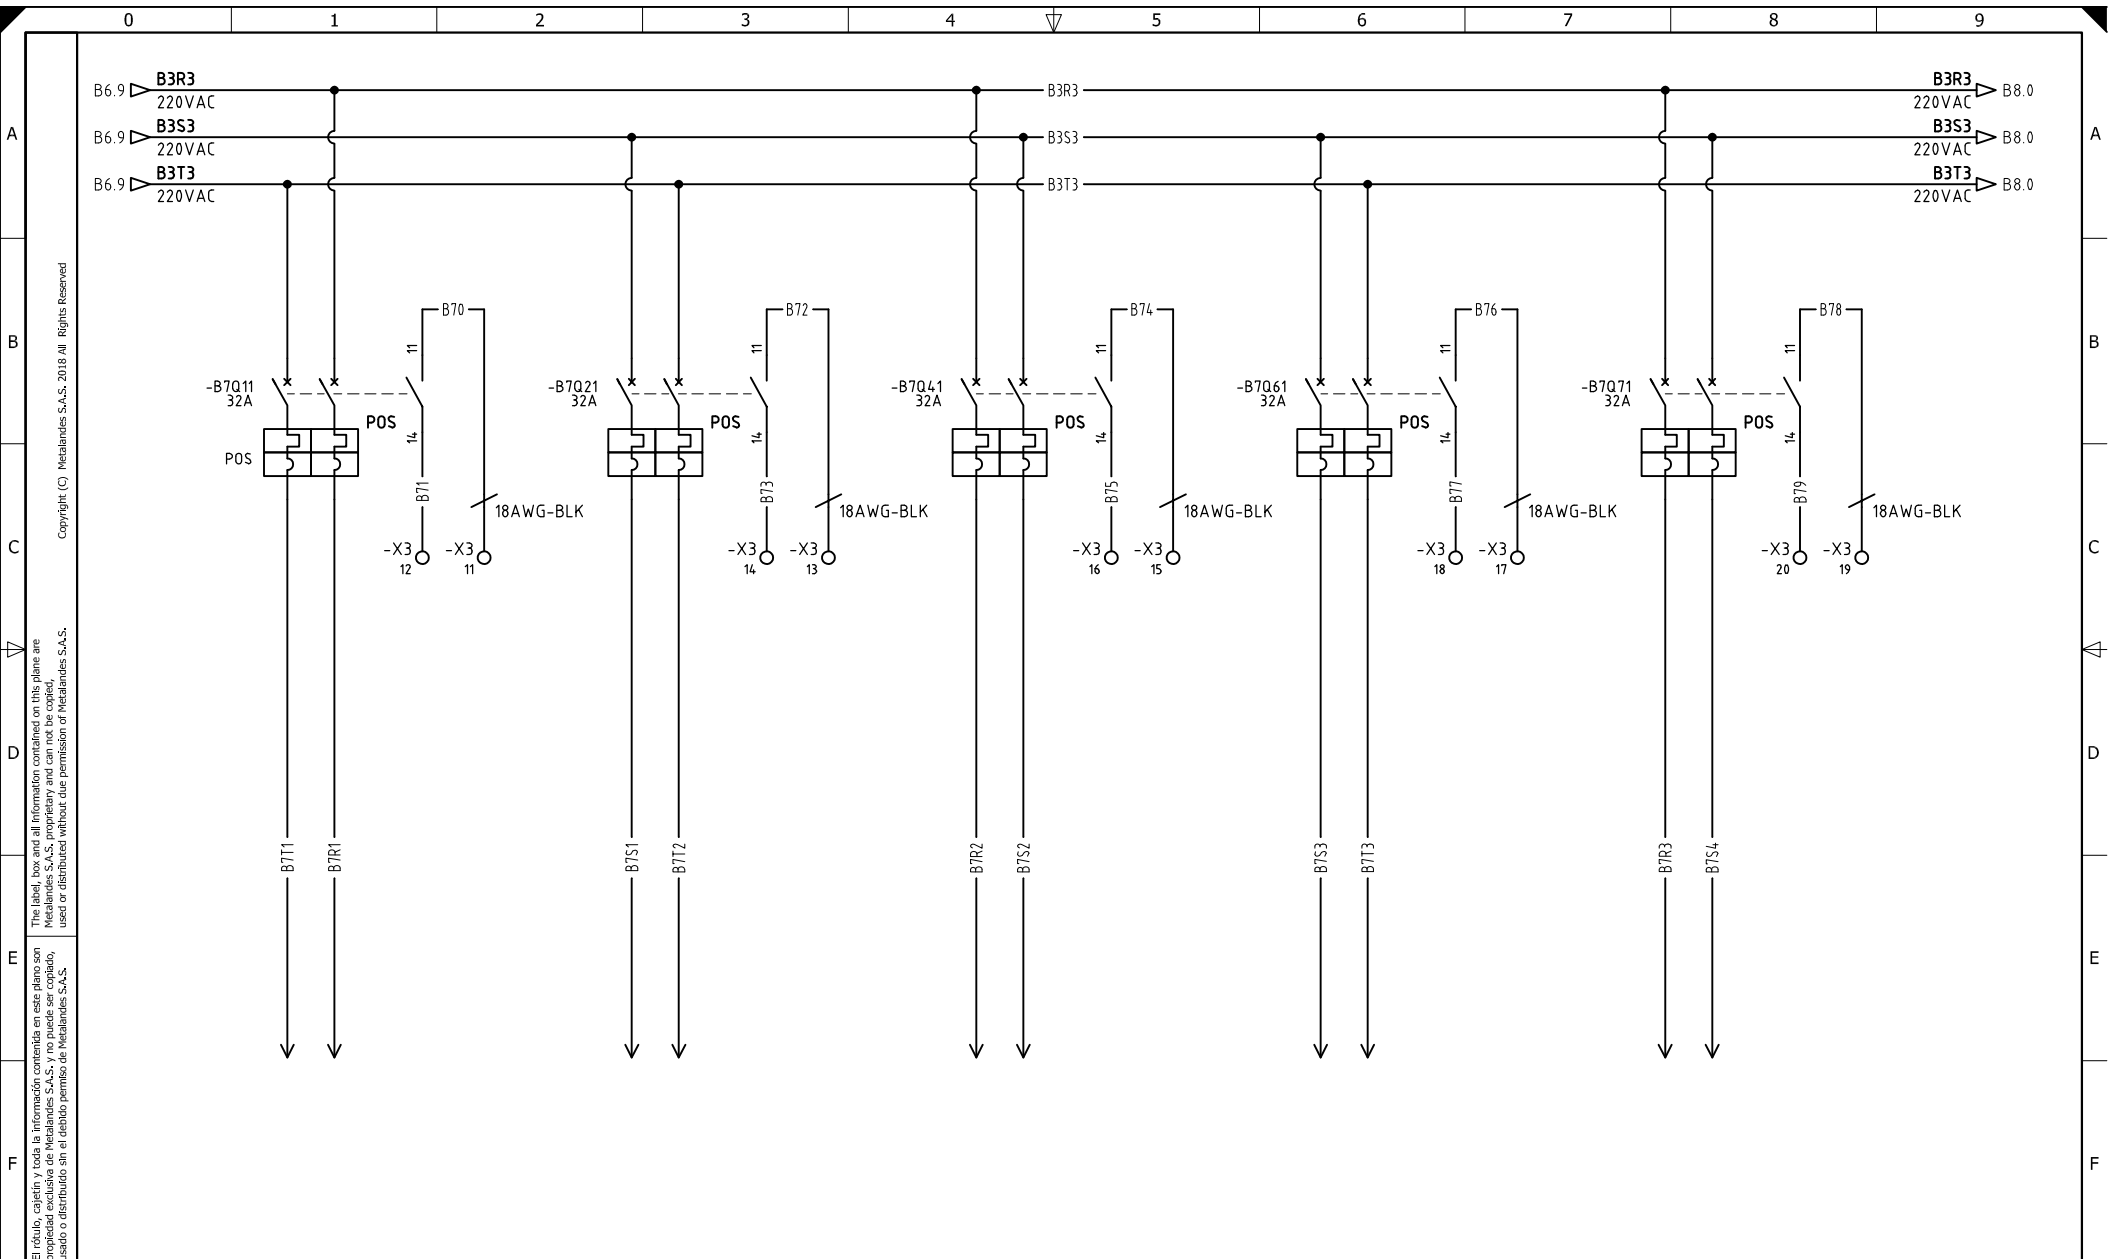 0 1 2 3 4 5 6 7 8 9
B6.9 B3R3 B3R3 B3R3 B8.0
220VAC 220VAC
A A
B6.9 B3S3 B3S3 B3S3 B8.0
220VAC 220VAC
B6.9 B3T3 B3T3 B3T3 B8.0
220VAC 220VAC
B70 B72 B74 B76 B78
B B
11 11 11 11 11
-B7Q11 -B7Q21 -B7Q41 -B7Q61 -B7Q71
32A 32A 32A 32A 32A
POS POS POS POS POS
14 14 14 14 14
POS
B71 B73 B75 B77 B79
18AWG-BLK 18AWG-BLK 18AWG-BLK 18AWG-BLK 18AWG-BLK
C C
-X3 -X3 -X3 -X3 -X3 -X3 -X3 -X3 -X3 -X3
12 11 14 13 16 15 18 17 20 19
D D
B7T1 B7R1 B7S1 B7T2 B7R2 B7S2 B7S3 B7T3 B7R3 B7S4
E E
F F
Copyright (C) Metalandes S.A.S. 2018 All Rights Reserved
The label, box and all information contained on this plane are
Metalandes S.A.S. proprietary and can not be copied,
used or distributed without due permission of Metalandes S.A.S.
El rótulo, cajetin y toda la información contenida en este plano son
propiedad exclusiva de Metalandes S.A.S. y no puede ser copiado,
usado o distribuido sin el debido permiso de Metalandes S.A.S.